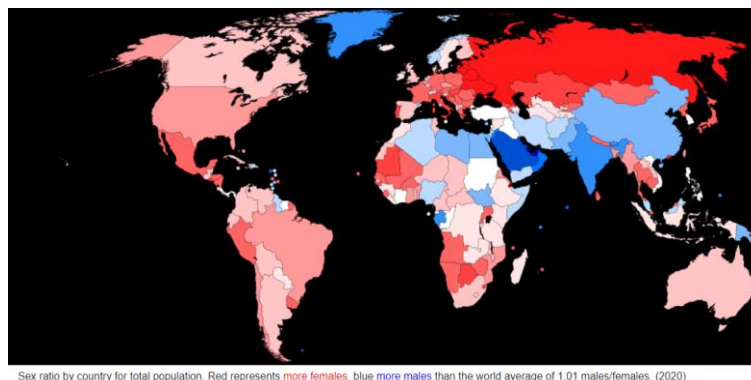 Sex ratio by country for total population. Red represents more females, blue more males than the world average of 1.01 males/females. (2020)